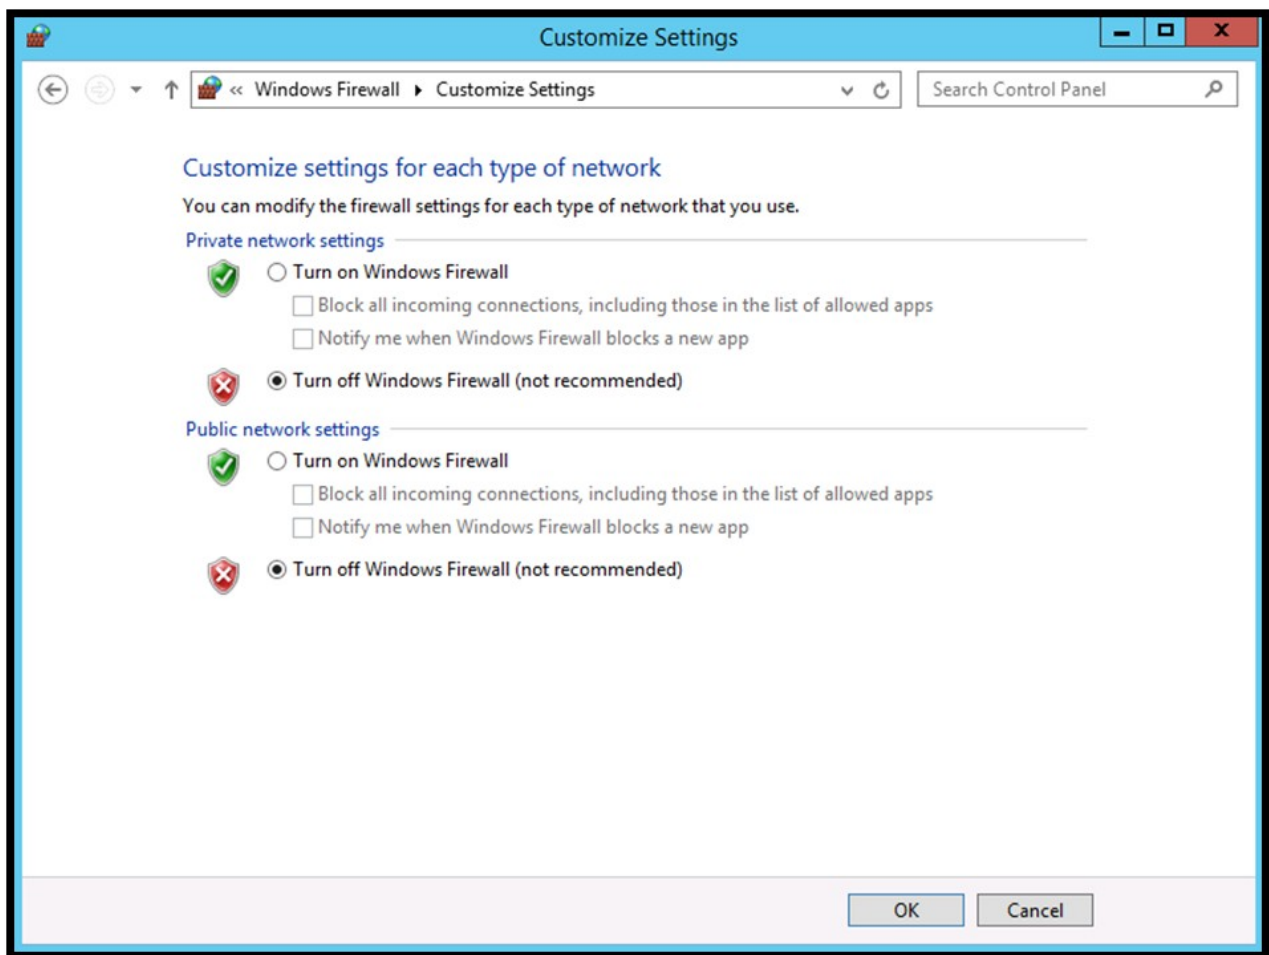 Customize Settings
« Windows Firewall Customize Settings
Search Control Panel
Customize settings for each type of network
You can modify the firewall settings for each type of network that you use.
Private network settings
Turn on Windows Firewall
Block all incoming connections, including those in the list of allowed apps
Notify me when Windows Firewall blocks a new app
Turn off Windows Firewall (not recommended)
Public network settings
Turn on Windows Firewall
Block all incoming connections, including those in the list of allowed apps
Notify me when Windows Firewall blocks a new app
Turn off Windows Firewall (not recommended)
OK Cancel